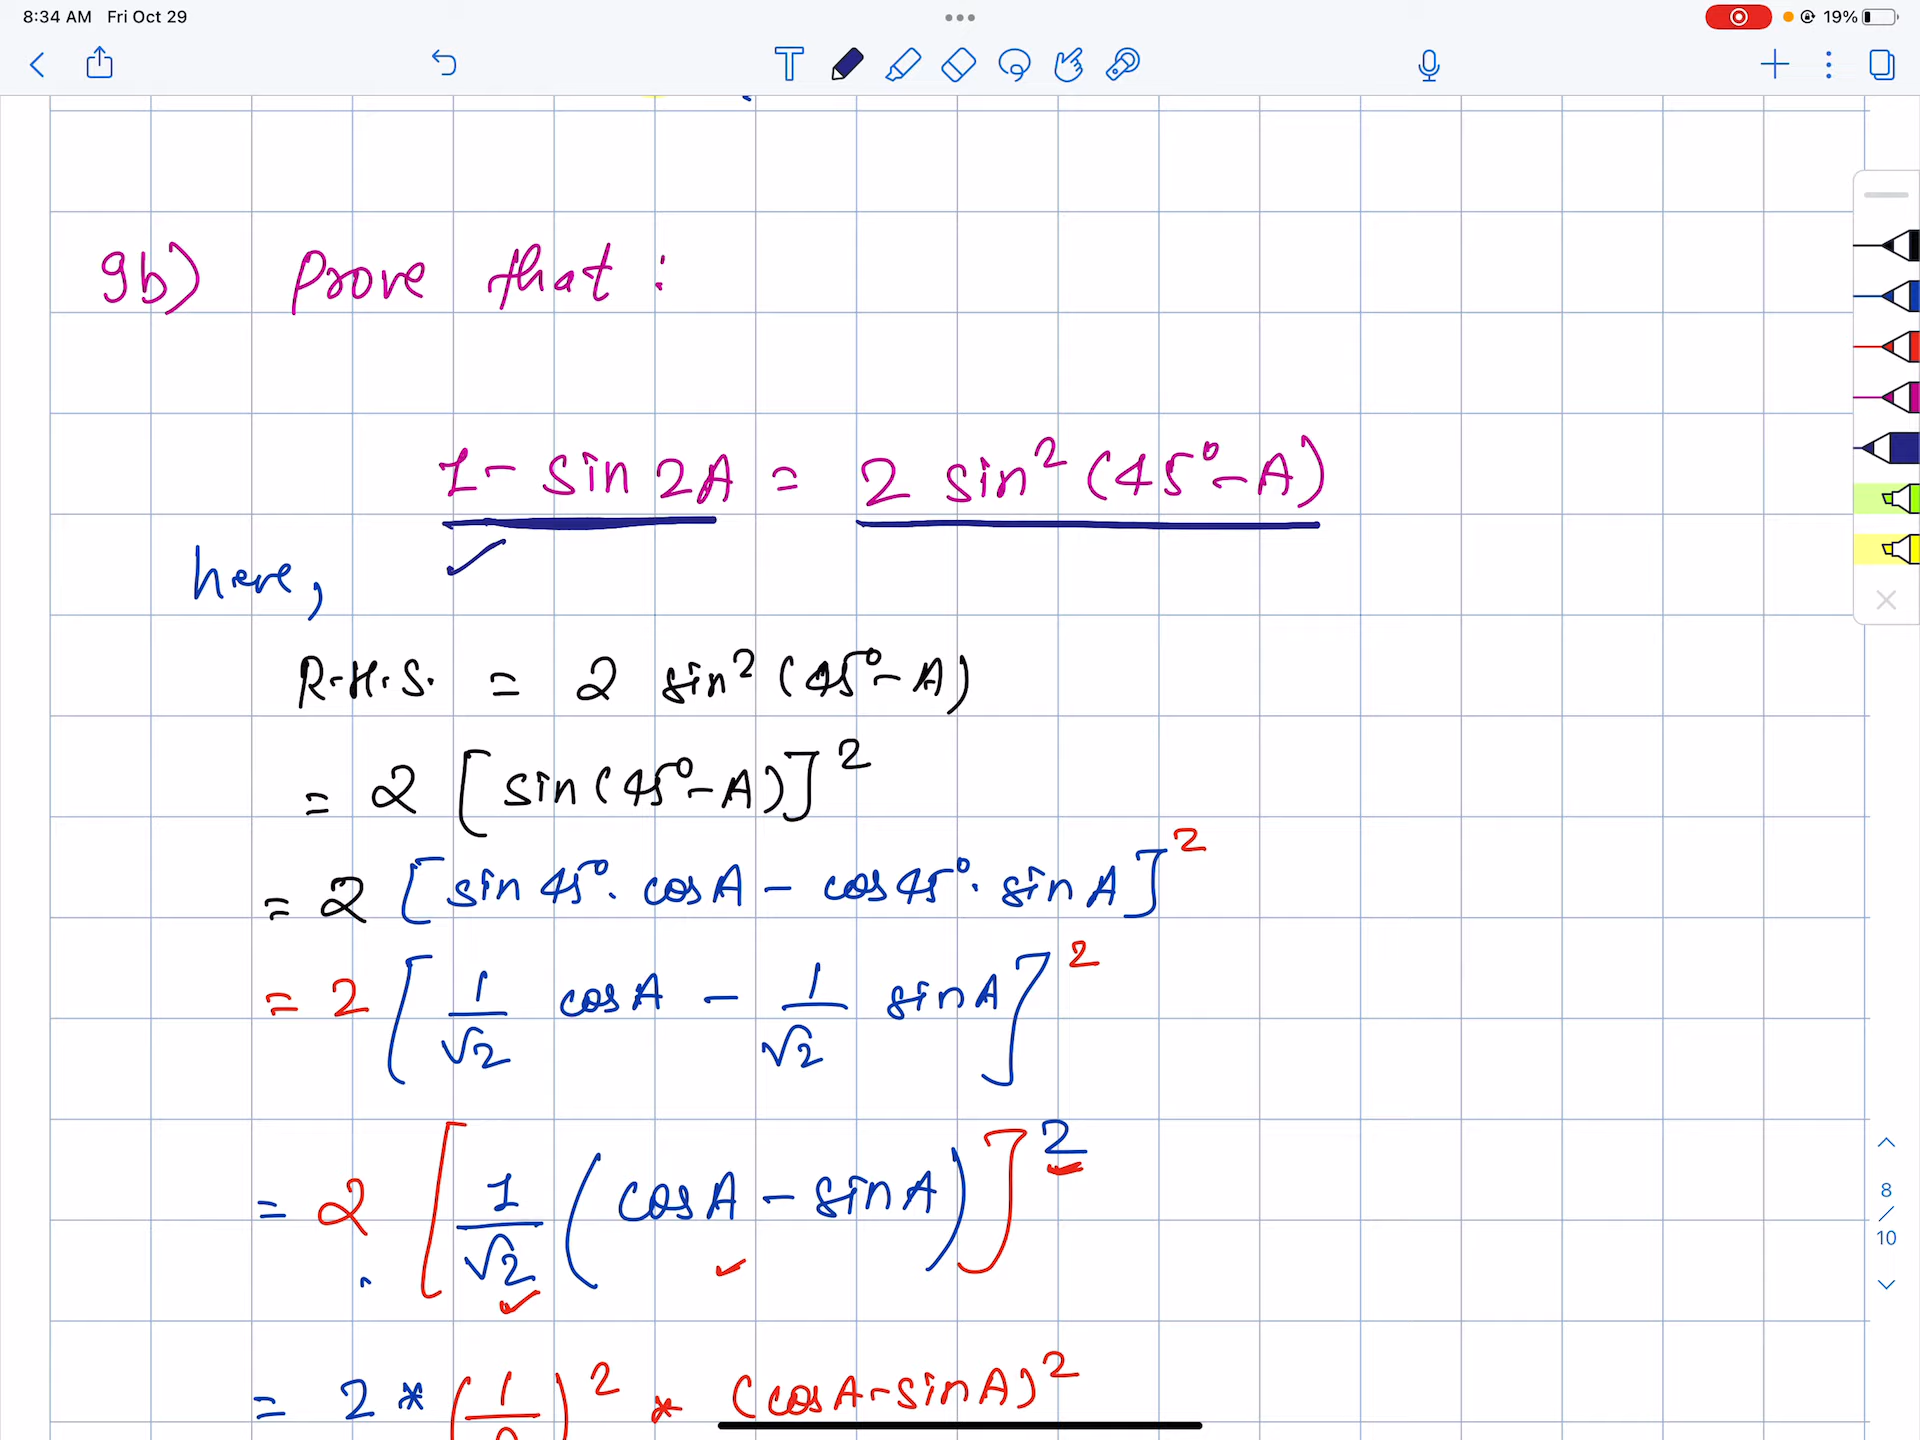 8:34 AM Fri Oct 29
19%
T
9b) Prove that :
1 - sin 2A = 2 sin² (45° - A)
here,
R.H.S. = 2 sin² (45° - A)
= 2 [sin (45° - A)]²
= 2 [sin 45° . cos A - cos 45° . sin A]²
= 2 [1/√2 cos A - 1/√2 sin A]²
= 2 [1/√2 (cos A - sin A)]²
= 2 * (1/ )² * (cos A - sin A)²
8
/
10